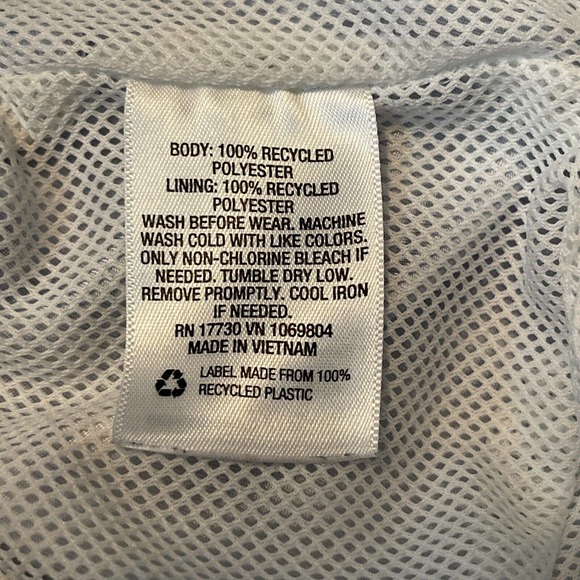 BODY: 100% RECYCLED
POLYESTER
LINING: 100% RECYCLED
POLYESTER
WASH BEFORE WEAR. MACHINE
WASH COLD WITH LIKE COLORS.
ONLY NON-CHLORINE BLEACH IF
NEEDED. TUMBLE DRY LOW.
REMOVE PROMPTLY. COOL IRON
IF NEEDED.
RN 17730 VN 1069804
MADE IN VIETNAM
LABEL MADE FROM 100%
RECYCLED PLASTIC